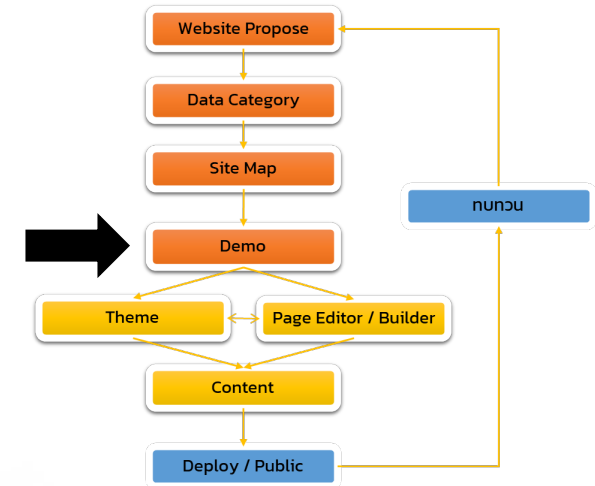 Website Propose
Data Category
Site Map
ทบทวน
Demo
Theme
Page Editor / Builder
Content
Deploy / Public